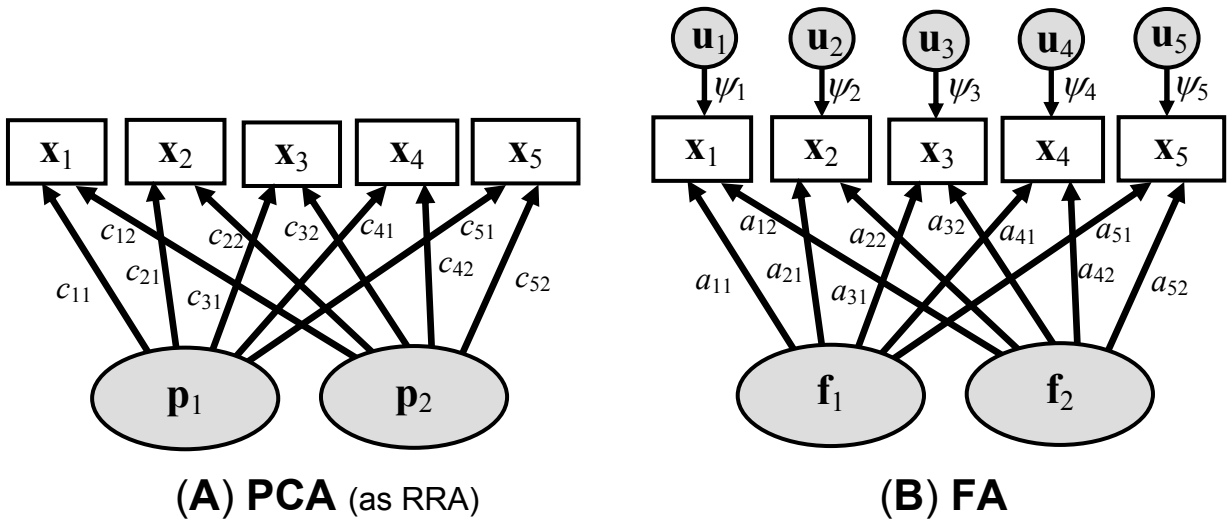 u₁ u₂ u₃ u₄ u₅
ψ₁ ψ₂ ψ₃ ψ₄ ψ₅
x₁ x₂ x₃ x₄ x₅ x₁ x₂ x₃ x₄ x₅
c₁₂ c₂₂ c₃₂ c₄₁ c₅₁ a₁₂ a₂₂ a₃₂ a₄₁ a₅₁
c₁₁ c₂₁ c₃₁ c₄₂ c₅₂ a₁₁ a₂₁ a₃₁ a₄₂ a₅₂
p₁ p₂ f₁ f₂
(A) PCA (as RRA) (B) FA